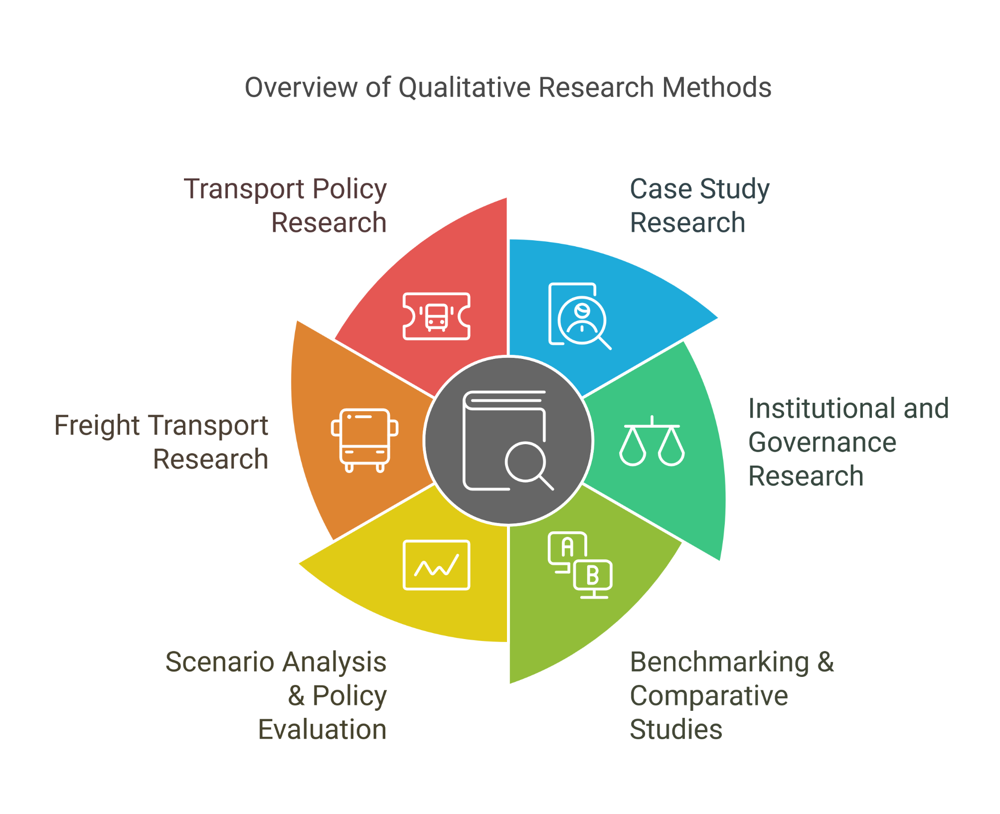 Overview of Qualitative Research Methods
Transport Policy
Research
Case Study
Research
Freight Transport
Research
Institutional and
Governance
Research
A
B
Scenario Analysis
& Policy
Evaluation
Benchmarking &
Comparative
Studies